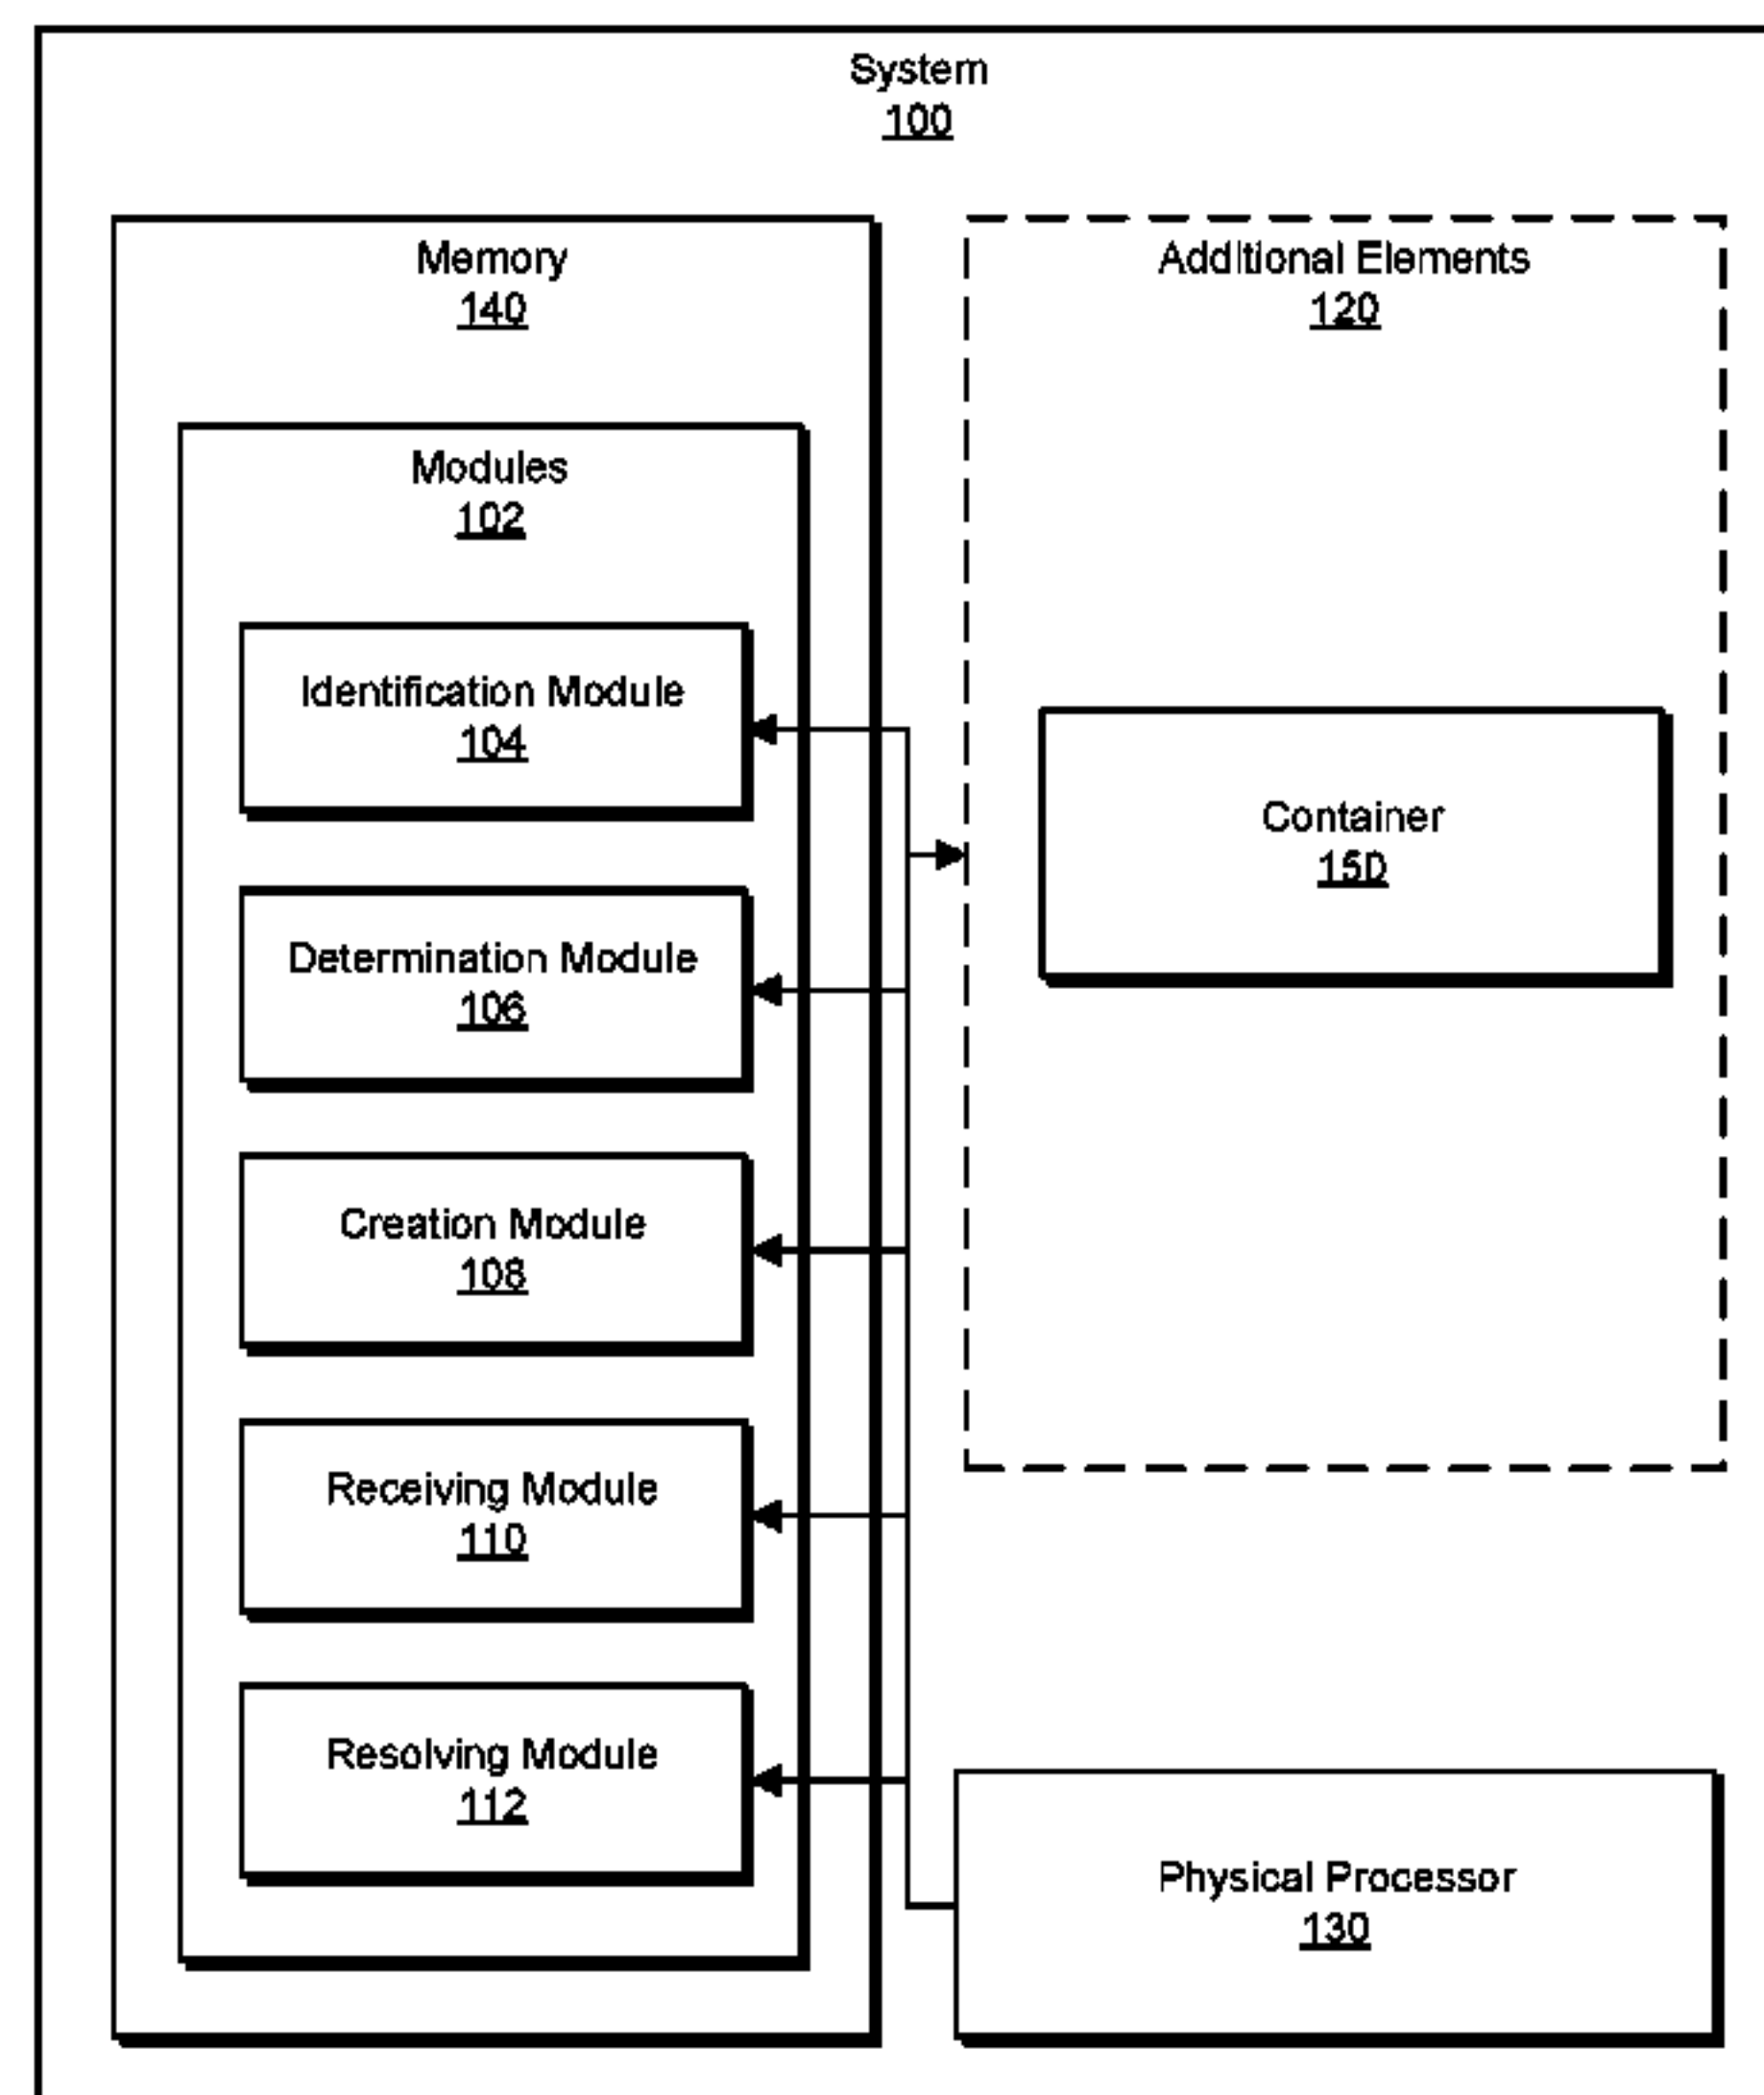 System
100
Memory
140
Modules
102
Identification Module
104
Determination Module
106
Creation Module
108
Receiving Module
110
Resolving Module
112
Additional Elements
120
Container
150
Physical Processor
130